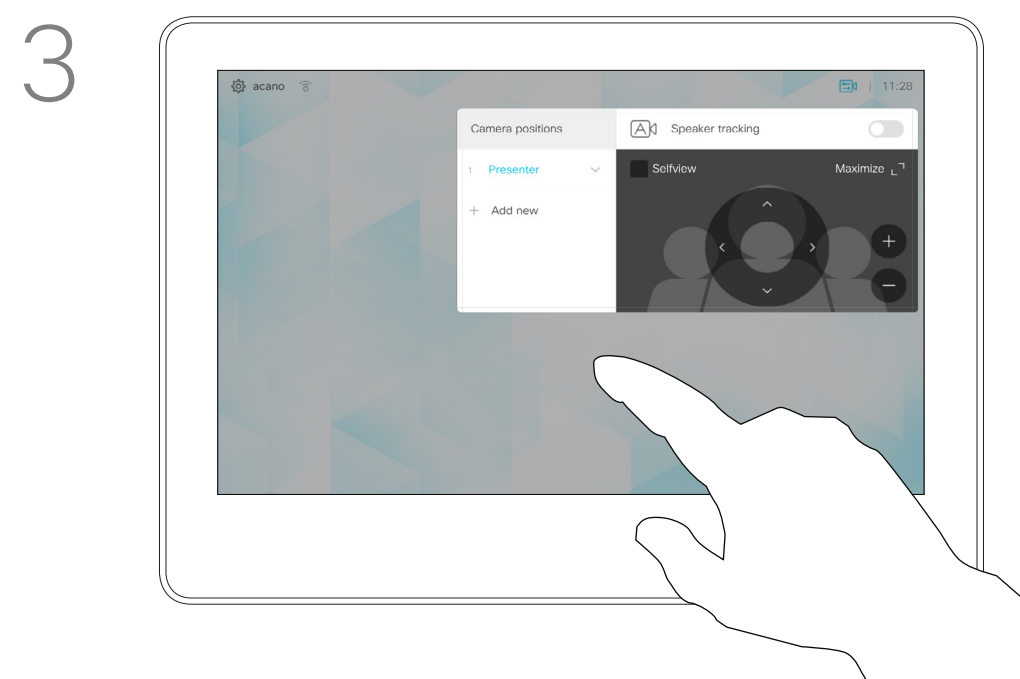 3
acano
11:28
Camera positions
Speaker tracking
1 Presenter
Selfview
Maximize
+ Add new